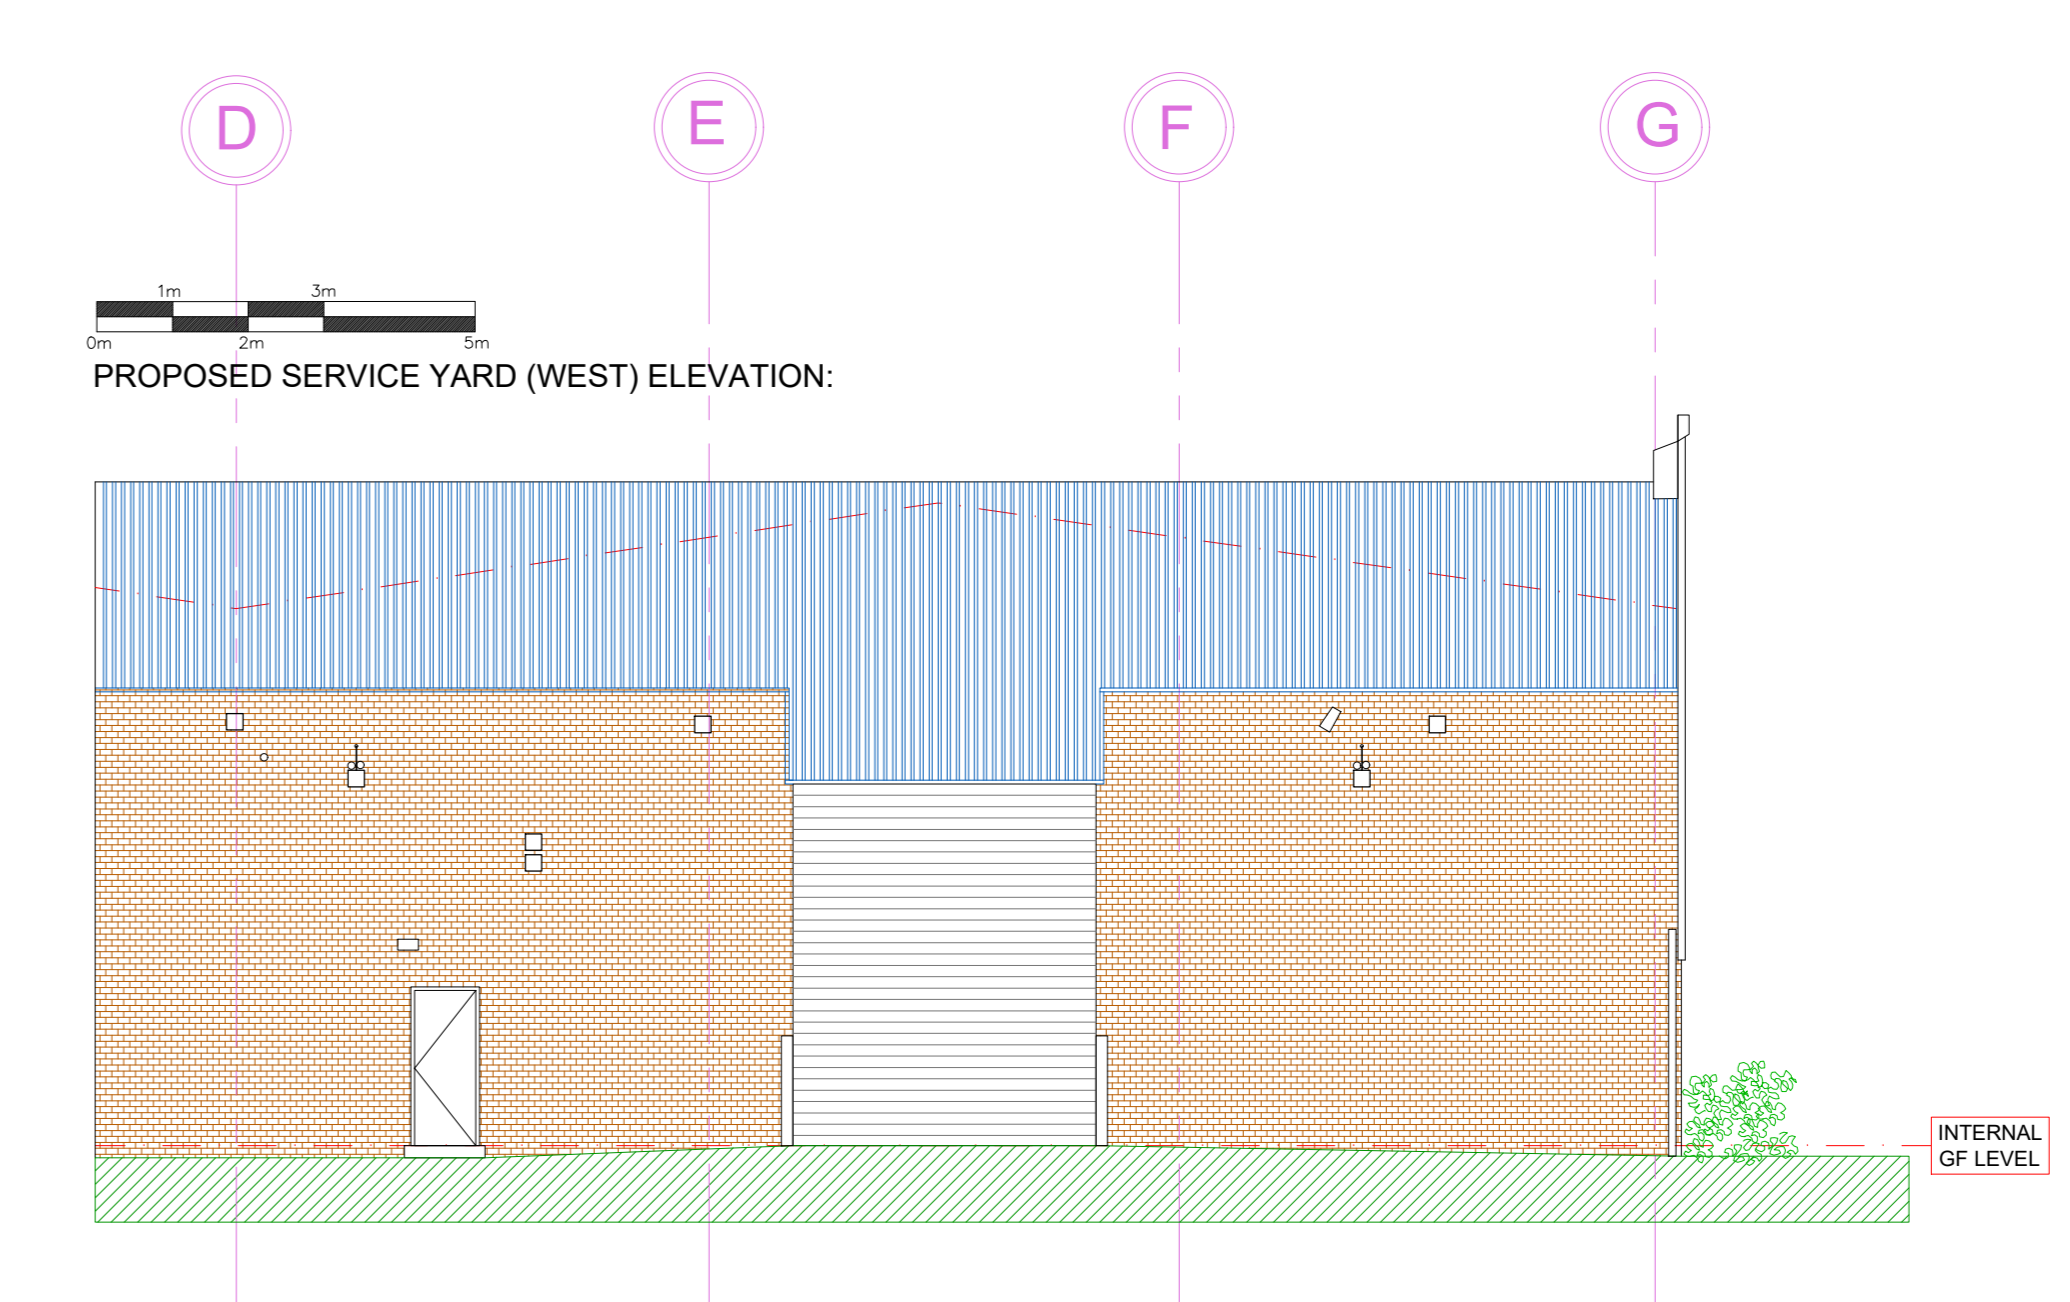 D E F G
1m 3m
0m 2m 5m
PROPOSED SERVICE YARD (WEST) ELEVATION:
INTERNAL
GF LEVEL